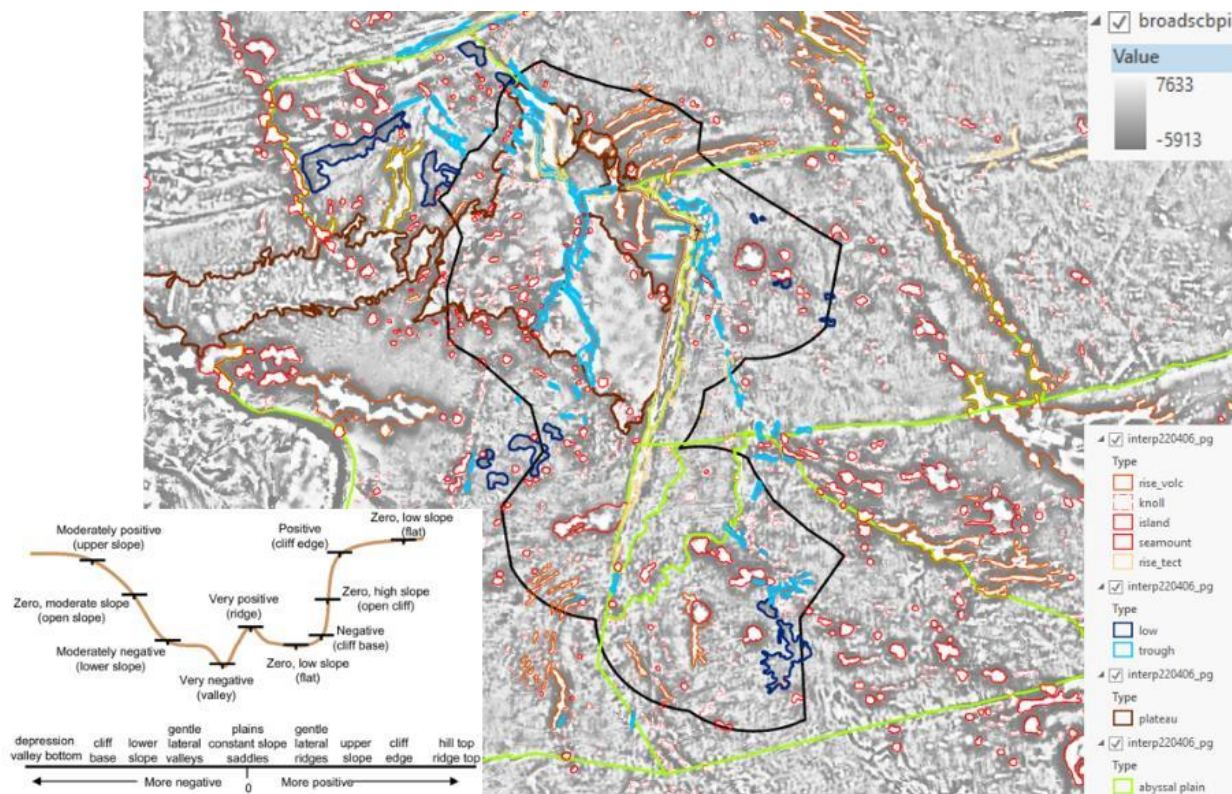 broadscbpi
Value
7633
-5913
interp220406_pg
Type
rise_volc
knoll
island
seamount
rise_tect
interp220406_pg
Type
low
trough
interp220406_pg
Type
plateau
interp220406_pg
Type
abyssal plain
Moderately positive
(upper slope)
Positive
(cliff edge)
Zero, low slope
(flat)
Zero, moderate slope
(open slope)
Very positive
(ridge)
Zero, high slope
(open cliff)
Moderately negative
(lower slope)
Negative
(cliff base)
Very negative
(valley)
Zero, low slope
(flat)
depression
valley bottom
cliff
base
lower
slope
gentle
lateral
valleys
plains
constant slope
saddles
gentle
lateral
ridges
upper
slope
cliff
edge
hill top
ridge top
More negative
0
More positive